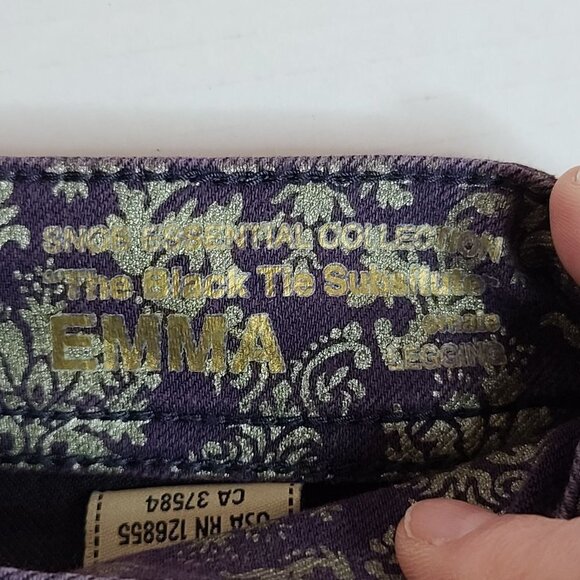 SNOB ESSENTIAL COLLECTION
"The Black Tie Substitute"
EMMA
LEGGING
USA RN 126855
CA 37584